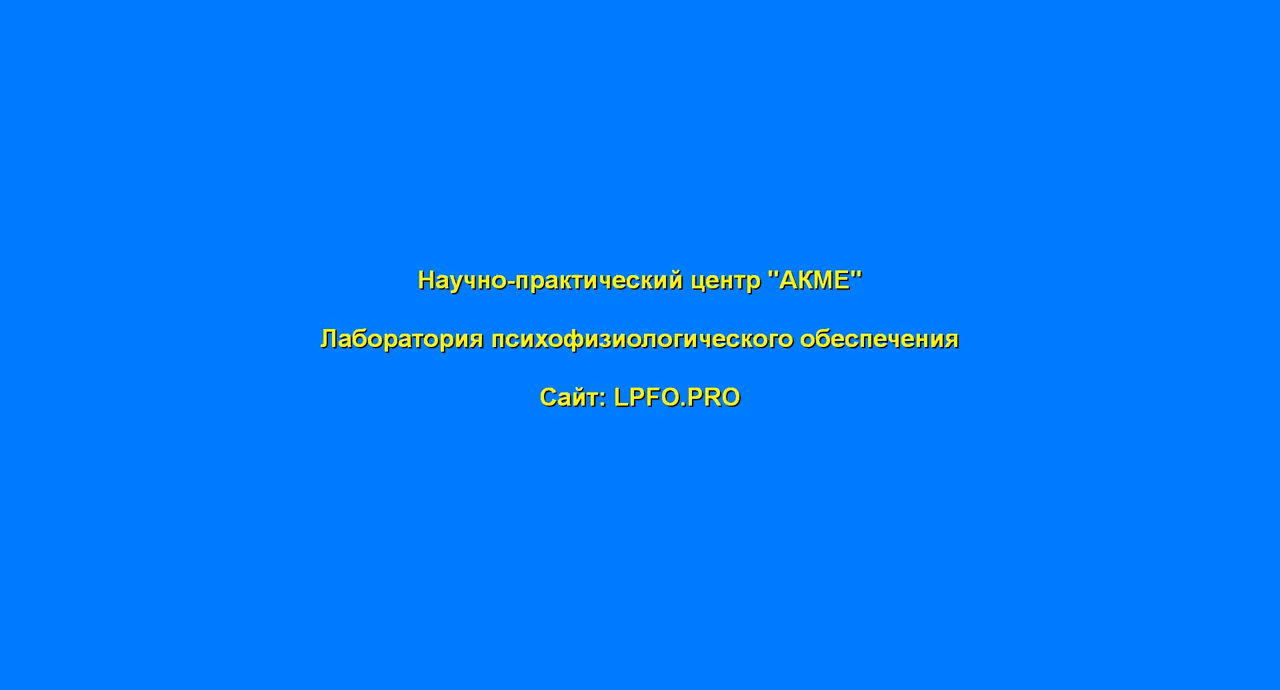 Научно-практический центр "АКМЕ"
Лаборатория психофизиологического обеспечения
Сайт: LPFO.PRO